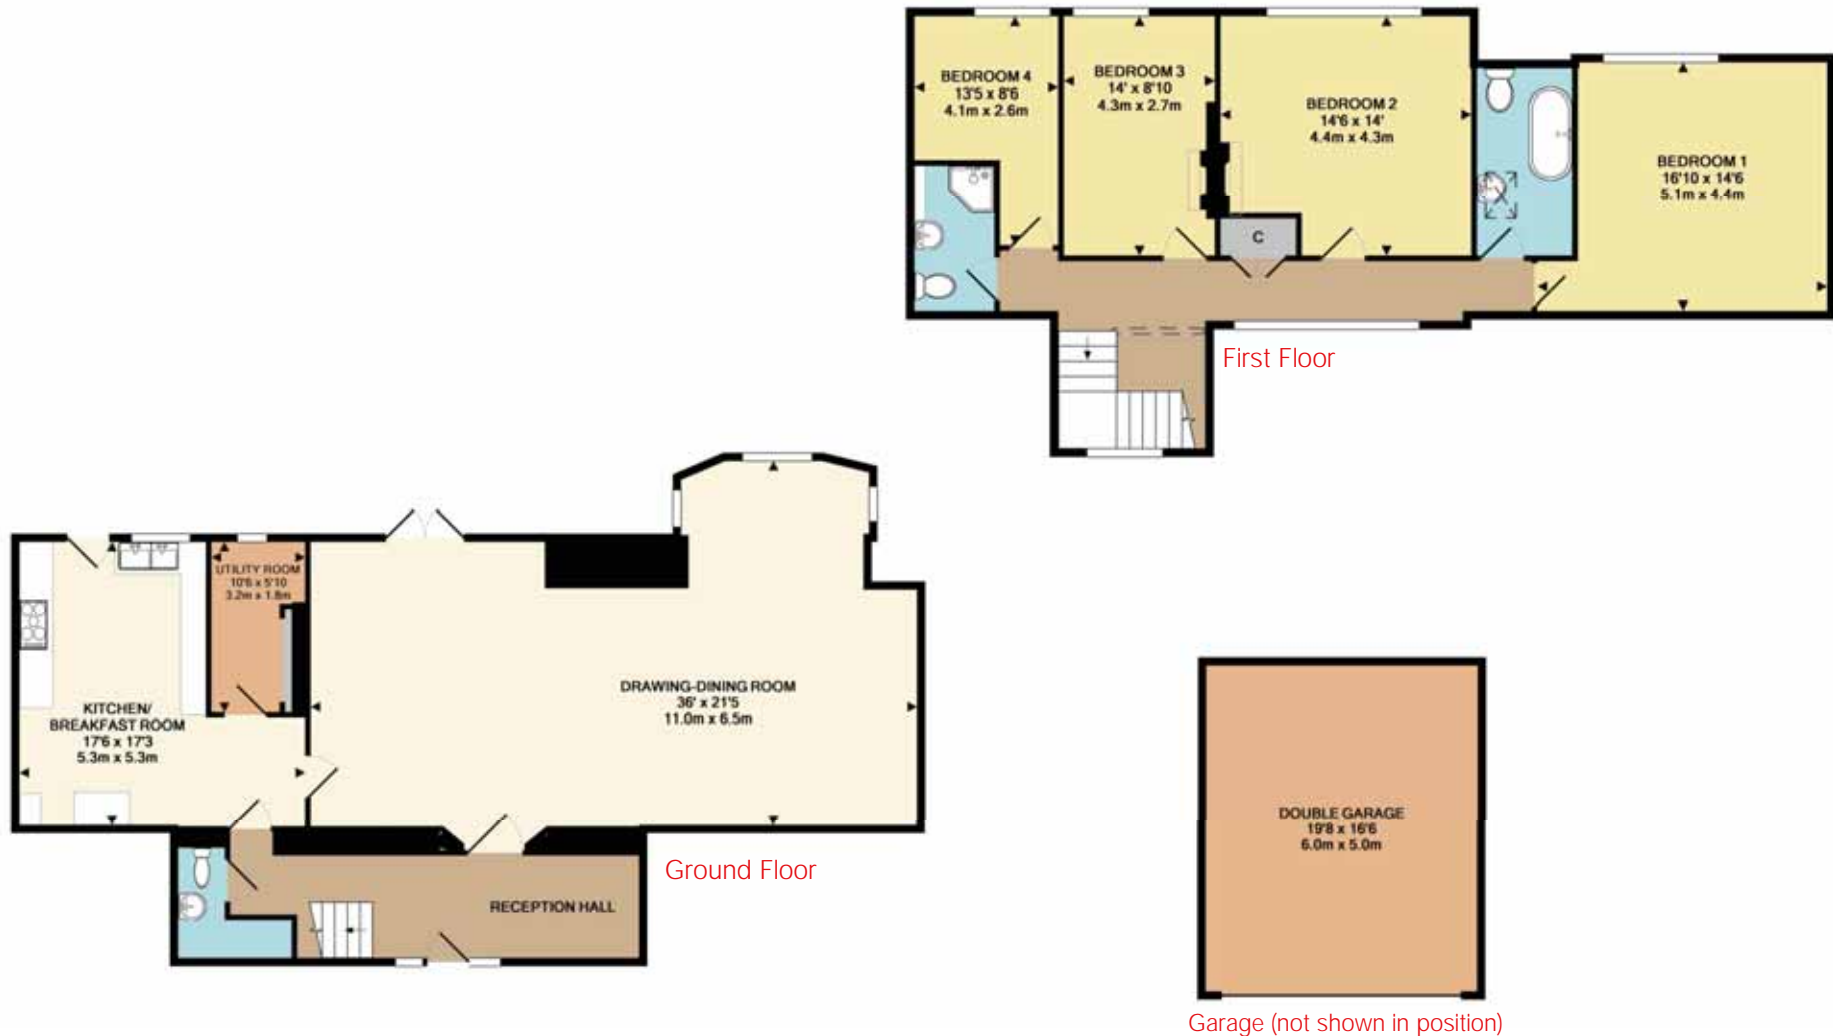 BEDROOM 4
13'5 x 8'6
4.1m x 2.6m
BEDROOM 3
14' x 8'10
4.3m x 2.7m
BEDROOM 2
14'6 x 14'
4.4m x 4.3m
BEDROOM 1
16'10 x 14'6
5.1m x 4.4m
C
First Floor
UTILITY ROOM
10'6 x 5'10
3.2m x 1.8m
KITCHEN/
BREAKFAST ROOM
17'6 x 17'3
5.3m x 5.3m
DRAWING-DINING ROOM
36' x 21'5
11.0m x 6.5m
Ground Floor
RECEPTION HALL
DOUBLE GARAGE
19'8 x 16'6
6.0m x 5.0m
Garage (not shown in position)